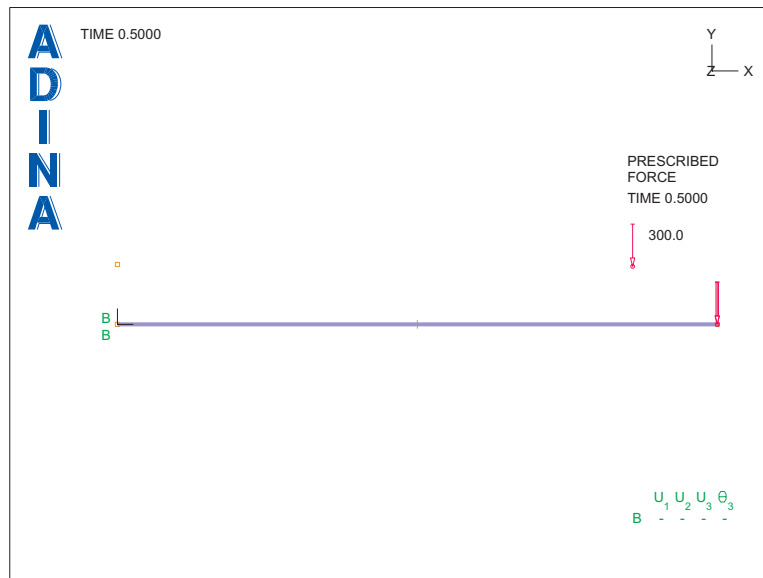 ADINA
TIME 0.5000
Y
Z X
PRESCRIBED
FORCE
TIME 0.5000
300.0
B
B
U₁ U₂ U₃ θ₃
B - - - -